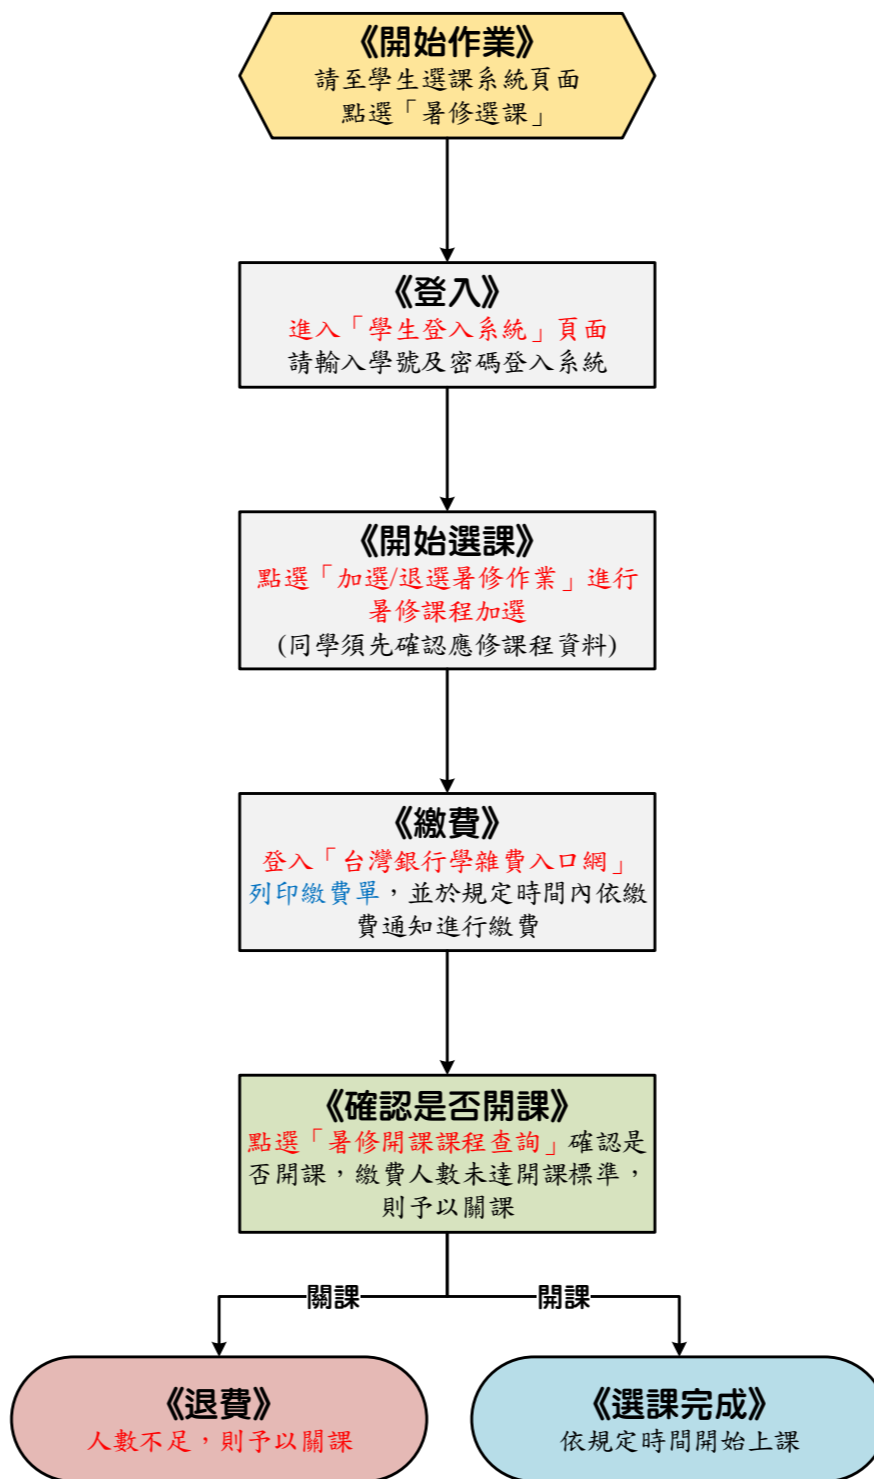 《開始作業》
請至學生選課系統頁面
點選「暑修選課」
《登入》
進入「學生登入系統」頁面
請輸入學號及密碼登入系統
《開始選課》
點選「加選/退選暑修作業」進行
暑修課程加選
(同學須先確認應修課程資料)
《繳費》
登入「台灣銀行學雜費入口網」
列印繳費單，並於規定時間內依繳
費通知進行繳費
《確認是否開課》
點選「暑修開課課程查詢」確認是
否開課，繳費人數未達開課標準，
則予以關課
關課
開課
《退費》
人數不足，則予以關課
《選課完成》
依規定時間開始上課